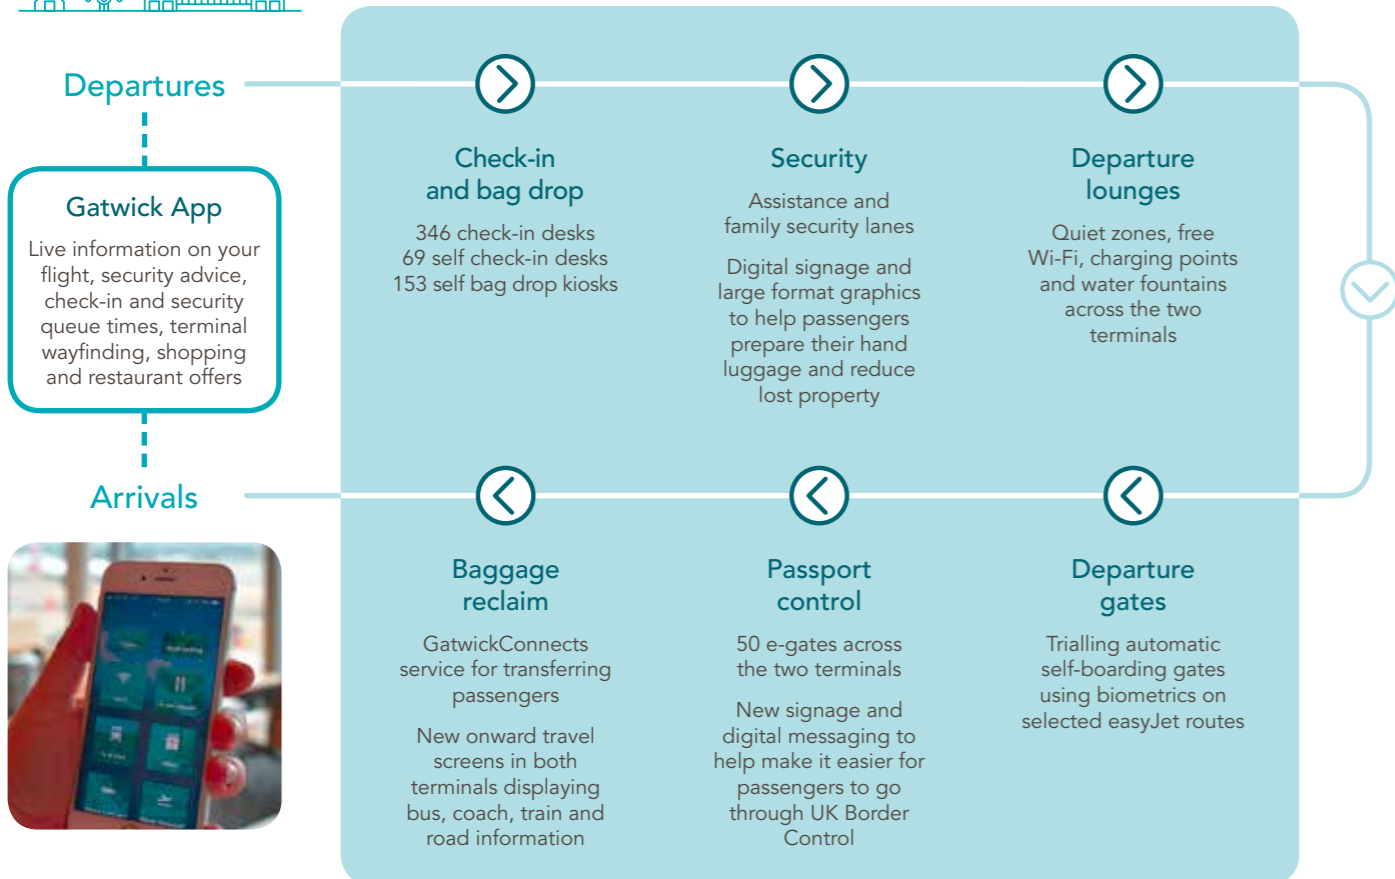 Departures
Gatwick App
Live information on your
flight, security advice,
check-in and security
queue times, terminal
wayfinding, shopping
and restaurant offers
Arrivals
Check-in
and bag drop
346 check-in desks
69 self check-in desks
153 self bag drop kiosks
Security
Assistance and
family security lanes
Digital signage and
large format graphics
to help passengers
prepare their hand
luggage and reduce
lost property
Departure
lounges
Quiet zones, free
Wi-Fi, charging points
and water fountains
across the two
terminals
Baggage
reclaim
GatwickConnects
service for transferring
passengers
New onward travel
screens in both
terminals displaying
bus, coach, train and
road information
Passport
control
50 e-gates across
the two terminals
New signage and
digital messaging to
help make it easier for
passengers to go
through UK Border
Control
Departure
gates
Trialling automatic
self-boarding gates
using biometrics on
selected easyJet routes